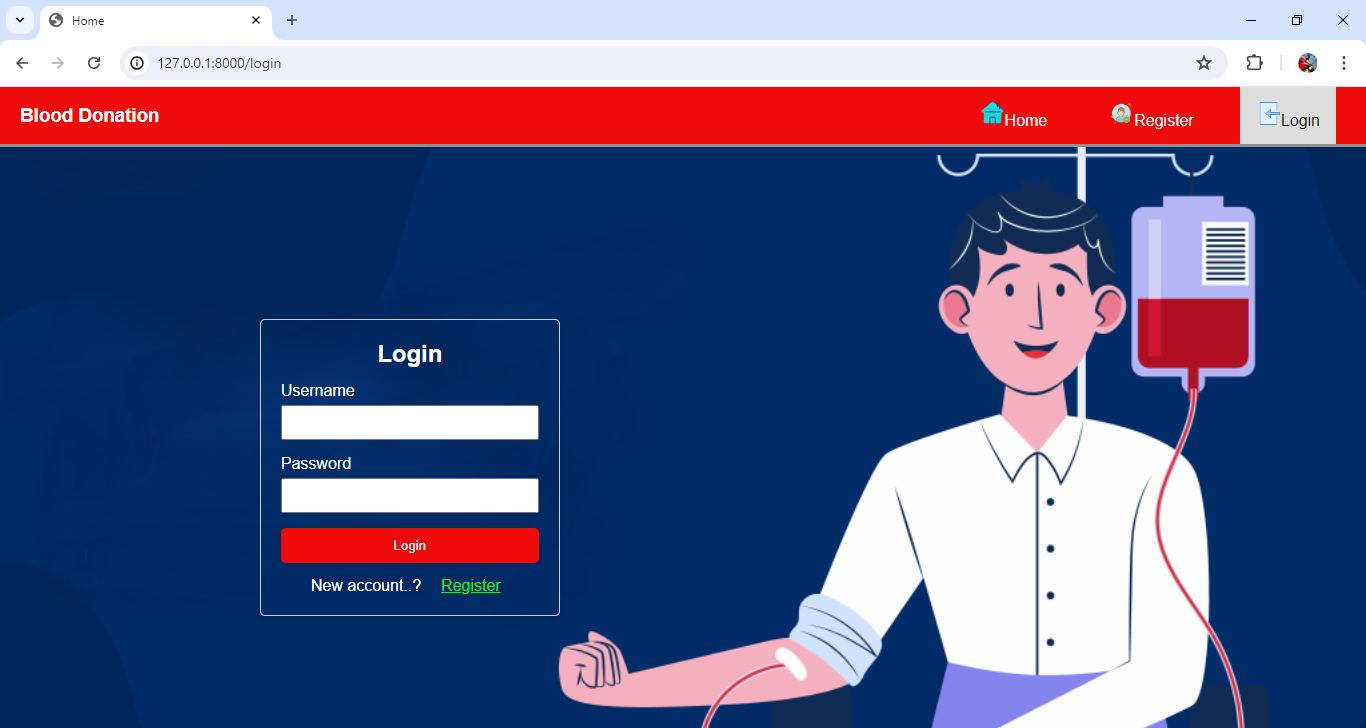 Home
127.0.0.1:8000/login
Blood Donation
Home
Register
Login
Login
Username
Password
Login
New account..? Register